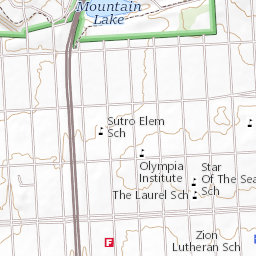 Mountain
Lake
Sutro Elem
Sch
Olympia
Institute
Star
Of The Sea
Sch
The Laurel Sch
F
Zion
Lutheran Sch